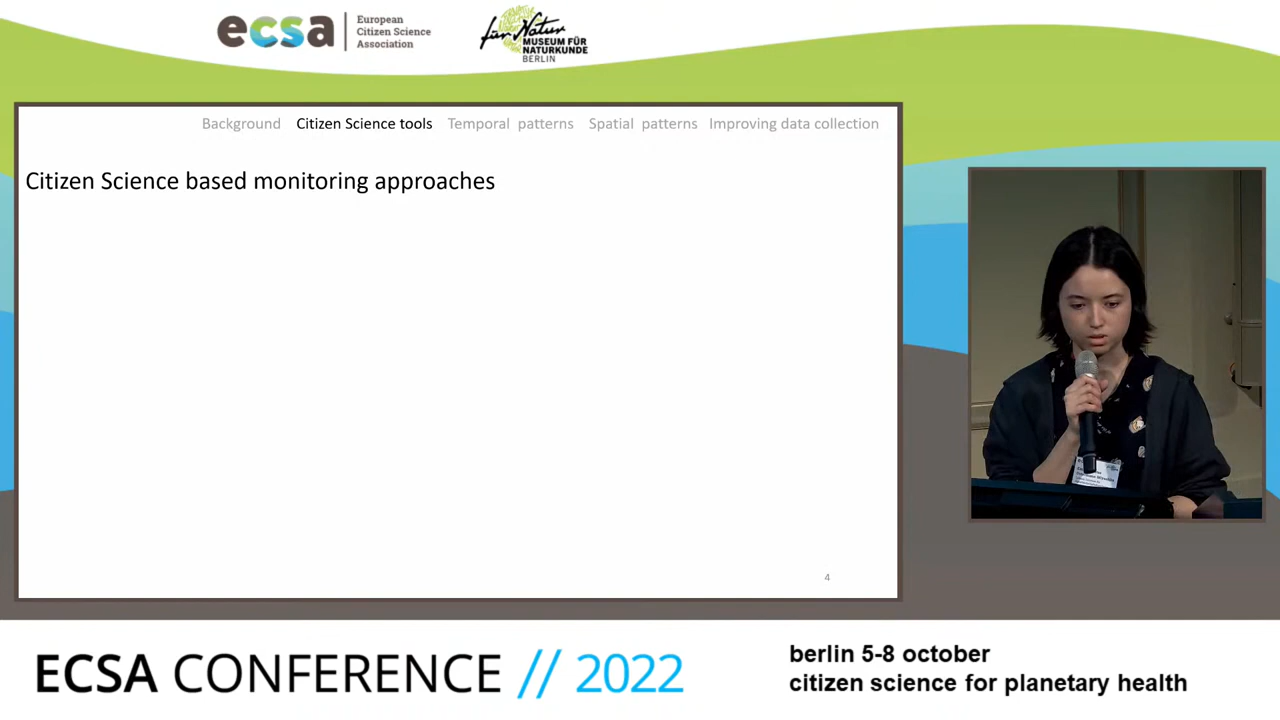 ecsa
European
Citizen Science
Association
für Natur
MUSEUM FÜR
NATURKUNDE
BERLIN
Background Citizen Science tools Temporal patterns Spatial patterns Improving data collection
Citizen Science based monitoring approaches
4
ECSA CONFERENCE // 2022
berlin 5-8 october
citizen science for planetary health